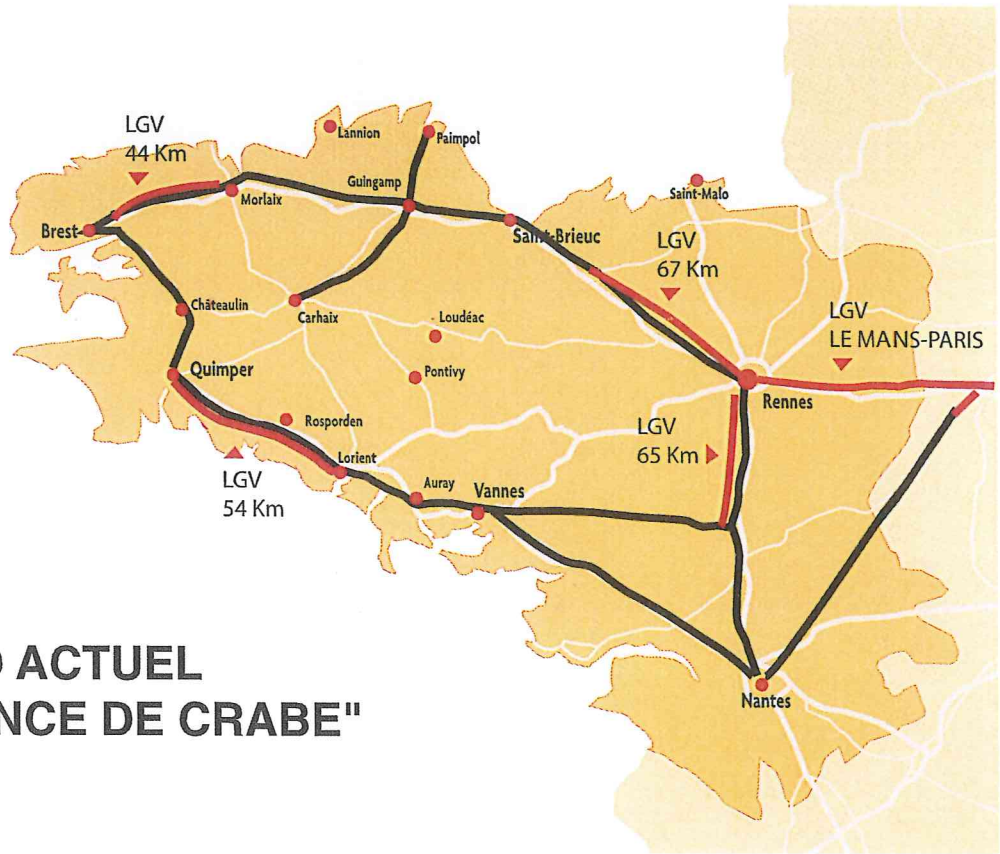 LGV
44 Km
Lannion
Paimpol
Guingamp
Morlaix
Saint-Malo
Brest
Saint-Brieuc
LGV
67 Km
Châteaulin
Carhaix
Loudéac
LGV
LE MANS-PARIS
Quimper
Pontivy
Rennes
Rosporden
LGV
65 Km
Lorient
LGV
54 Km
Auray
Vannes
ACTUEL
NCE DE CRABE"
Nantes